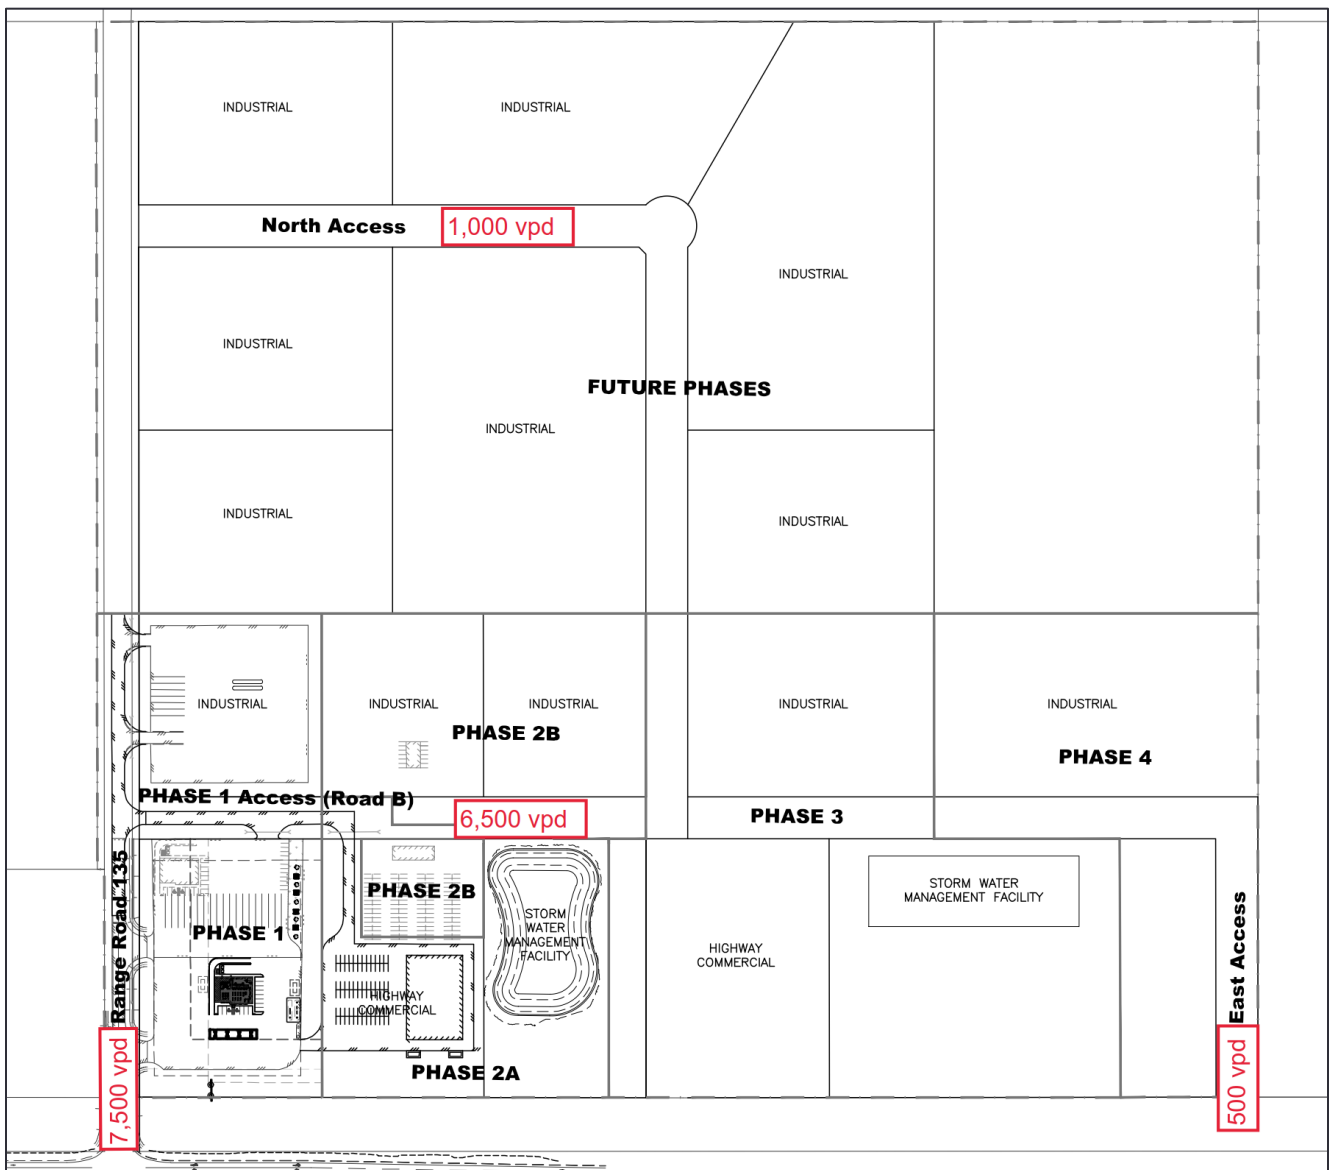 INDUSTRIAL
INDUSTRIAL
North Access
1,000 vpd
INDUSTRIAL
INDUSTRIAL
FUTURE PHASES
INDUSTRIAL
INDUSTRIAL
INDUSTRIAL
INDUSTRIAL
INDUSTRIAL
INDUSTRIAL
INDUSTRIAL
INDUSTRIAL
PHASE 2B
PHASE 4
PHASE 1 Access (Road B)
6,500 vpd
PHASE 3
Range Road 135
PHASE 2B
STORM WATER
MANAGEMENT FACILITY
PHASE 1
STORM
WATER
MANAGEMENT
FACILITY
HIGHWAY
COMMERCIAL
East Access
HIGHWAY
COMMERCIAL
PHASE 2A
7,500 vpd
500 vpd